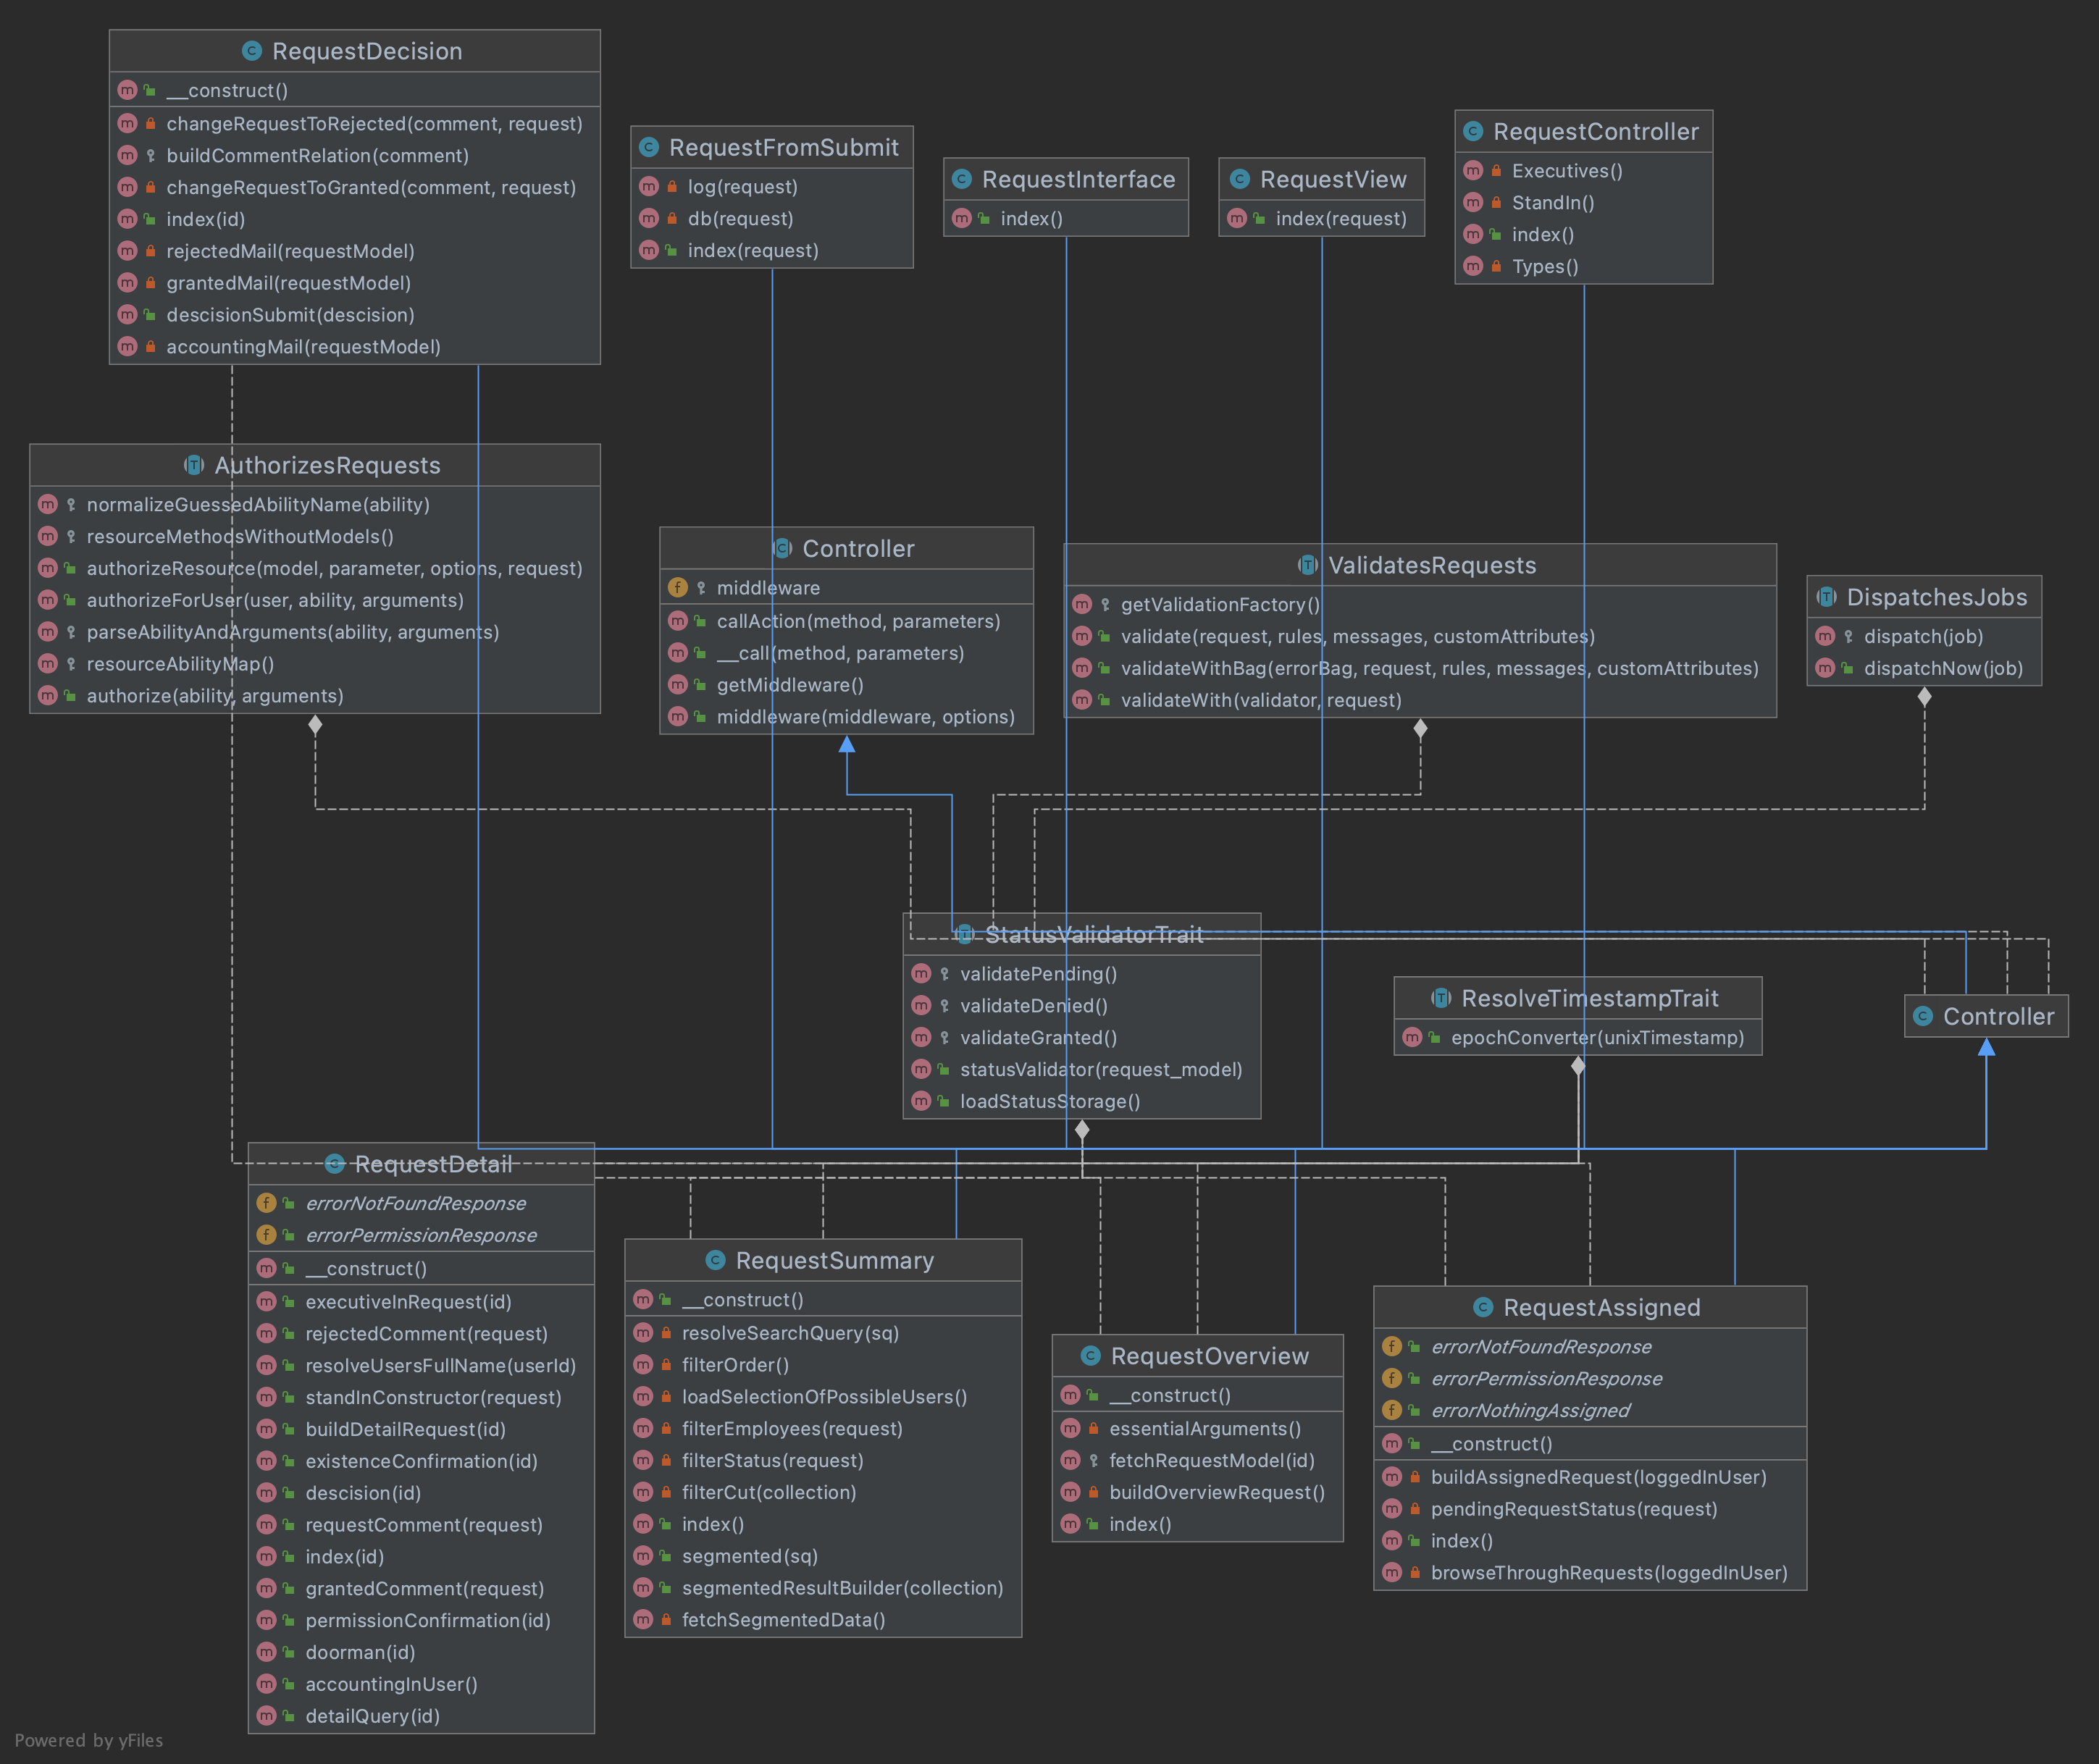 RequestDecision
__construct()
changeRequestToRejected(comment, request)
buildCommentRelation(comment)
changeRequestToGranted(comment, request)
index(id)
rejectedMail(requestModel)
grantedMail(requestModel)
descisionSubmit(descision)
accountingMail(requestModel)
RequestFromSubmit
log(request)
db(request)
index(request)
RequestInterface
index()
RequestView
index(request)
RequestController
Executives()
StandIn()
index()
Types()
AuthorizesRequests
normalizeGuessedAbilityName(ability)
resourceMethodsWithoutModels()
authorizeResource(model, parameter, options, request)
authorizeForUser(user, ability, arguments)
parseAbilityAndArguments(ability, arguments)
resourceAbilityMap()
authorize(ability, arguments)
Controller
middleware
callAction(method, parameters)
__call(method, parameters)
getMiddleware()
middleware(middleware, options)
ValidatesRequests
getValidationFactory()
validate(request, rules, messages, customAttributes)
validateWithBag(errorBag, request, rules, messages, customAttributes)
validateWith(validator, request)
DispatchesJobs
dispatch(job)
dispatchNow(job)
StatusValidatorTrait
validatePending()
validateDenied()
validateGranted()
statusValidator(request_model)
loadStatusStorage()
ResolveTimestampTrait
epochConverter(unixTimestamp)
Controller
RequestDetail
errorNotFoundResponse
errorPermissionResponse
__construct()
executiveInRequest(id)
rejectedComment(request)
resolveUsersFullName(userId)
standInConstructor(request)
buildDetailRequest(id)
existenceConfirmation(id)
descision(id)
requestComment(request)
index(id)
grantedComment(request)
permissionConfirmation(id)
doorman(id)
accountingInUser()
detailQuery(id)
RequestSummary
__construct()
resolveSearchQuery(sq)
filterOrder()
loadSelectionOfPossibleUsers()
filterEmployees(request)
filterStatus(request)
filterCut(collection)
index()
segmented(sq)
segmentedResultBuilder(collection)
fetchSegmentedData()
RequestOverview
__construct()
essentialArguments()
fetchRequestModel(id)
buildOverviewRequest()
index()
RequestAssigned
errorNotFoundResponse
errorPermissionResponse
errorNothingAssigned
__construct()
buildAssignedRequest(loggedInUser)
pendingRequestStatus(request)
index()
browseThroughRequests(loggedInUser)
Powered by yFiles